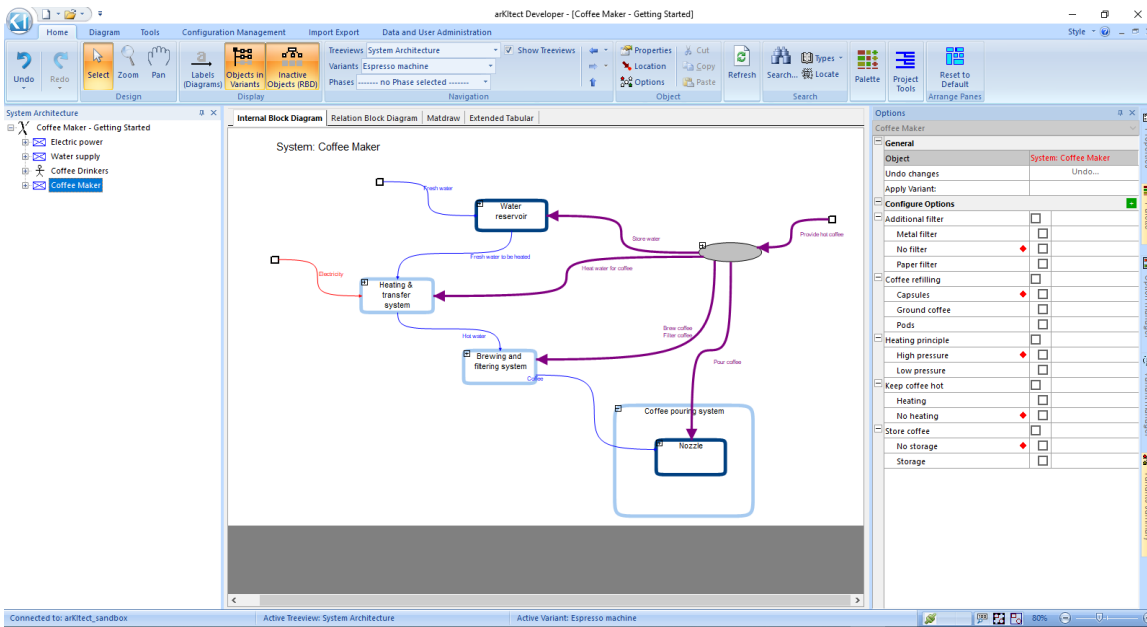 arKItect Developer - [Coffee Maker - Getting Started]
KI
Home Diagram Tools Configuration Management Import Export Data and User Administration Style
Undo Redo Select Zoom Pan Labels (Diagrams) Objects in Variants Inactive Objects (RBD)
Treeviews System Architecture Show Treeviews
Variants Espresso machine
Phases ------- no Phase selected -------
Properties Cut
Location Copy
Options Paste
Refresh Search... Types Locate Palette Project Tools Reset to Default
Design Display Navigation Object Search Arrange Panes
System Architecture
Coffee Maker - Getting Started
Electric power
Water supply
Coffee Drinkers
Coffee Maker
Internal Block Diagram Relation Block Diagram Matdraw Extended Tabular
System: Coffee Maker
Fresh water
Water
reservoir
Store water
Provide hot coffee
Fresh water to be heated
Heat water for coffee
Electricity
Heating &
transfer
system
Hot water
Brew coffee
Filter coffee
Brewing and
filtering system
Pour coffee
Coffee
Coffee pouring system
Nozzle
Options
Coffee Maker
General
Object System: Coffee Maker
Undo changes Undo...
Apply Variant:
Configure Options
Additional filter
Metal filter
No filter
Paper filter
Coffee refilling
Capsules
Ground coffee
Pods
Heating principle
High pressure
Low pressure
Keep coffee hot
Heating
No heating
Store coffee
No storage
Storage
Connected to: arKItect_sandbox Active Treeview: System Architecture Active Variant: Espresso machine 80%